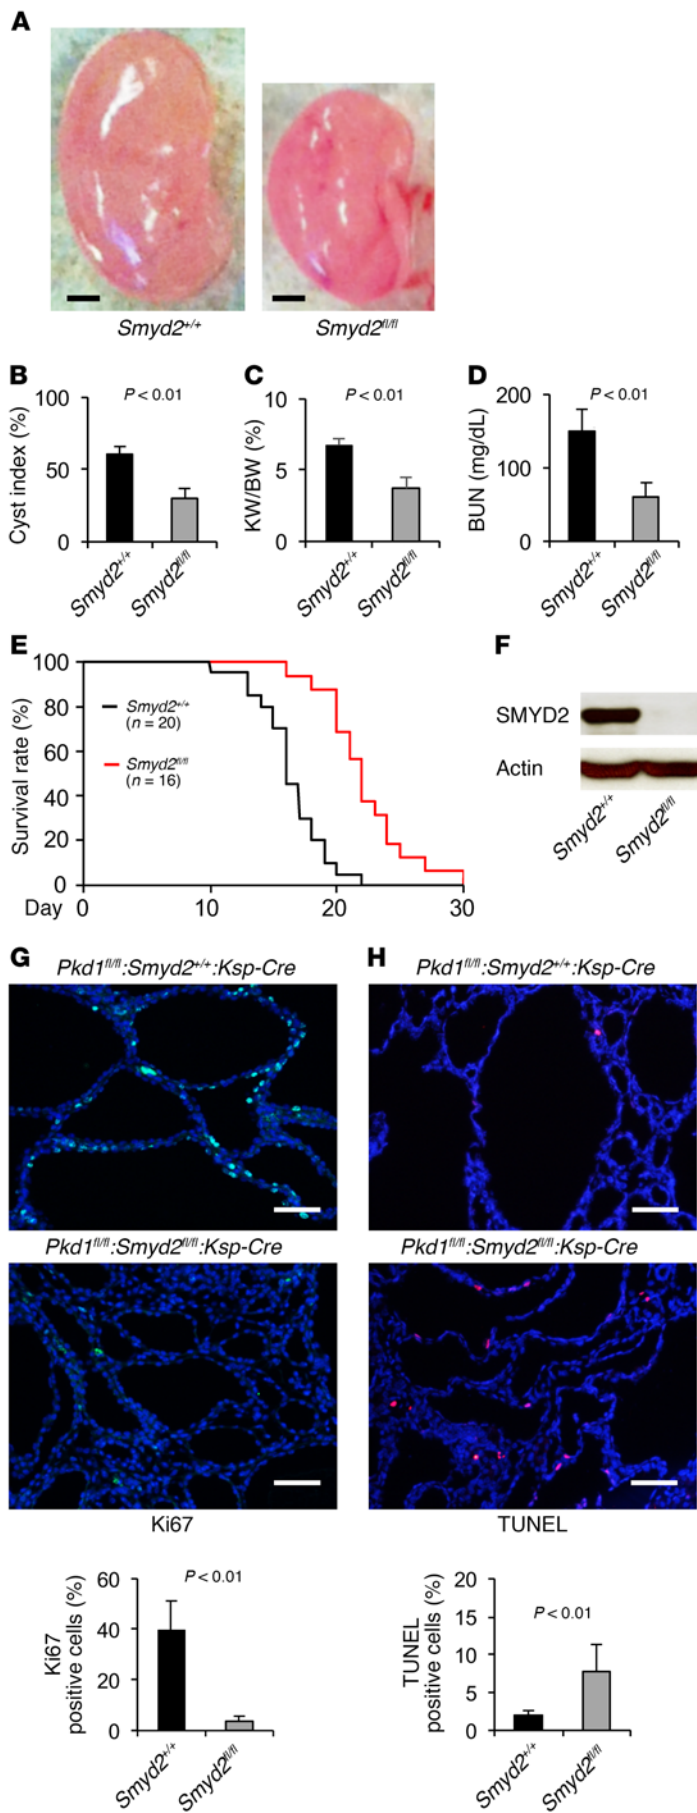 A
Smyd2+/+
Smyd2fl/fl
B
C
D
Cyst index (%)
100
50
0
P < 0.01
Smyd2+/+
Smyd2fl/fl
KW/BW (%)
10
5
0
P < 0.01
Smyd2+/+
Smyd2fl/fl
BUN (mg/dL)
200
100
0
P < 0.01
Smyd2+/+
Smyd2fl/fl
E
Survival rate (%)
100
80
60
40
20
0
Smyd2+/+
(n = 20)
Smyd2fl/fl
(n = 16)
Day
0
10
20
30
F
SMYD2
Actin
Smyd2+/+
Smyd2fl/fl
G
Pkd1fl/fl:Smyd2+/+:Ksp-Cre
Pkd1fl/fl:Smyd2fl/fl:Ksp-Cre
Ki67
Ki67
positive cells (%)
60
40
20
0
P < 0.01
Smyd2+/+
Smyd2fl/fl
H
Pkd1fl/fl:Smyd2+/+:Ksp-Cre
Pkd1fl/fl:Smyd2fl/fl:Ksp-Cre
TUNEL
TUNEL
positive cells (%)
20
15
10
5
0
P < 0.01
Smyd2+/+
Smyd2fl/fl